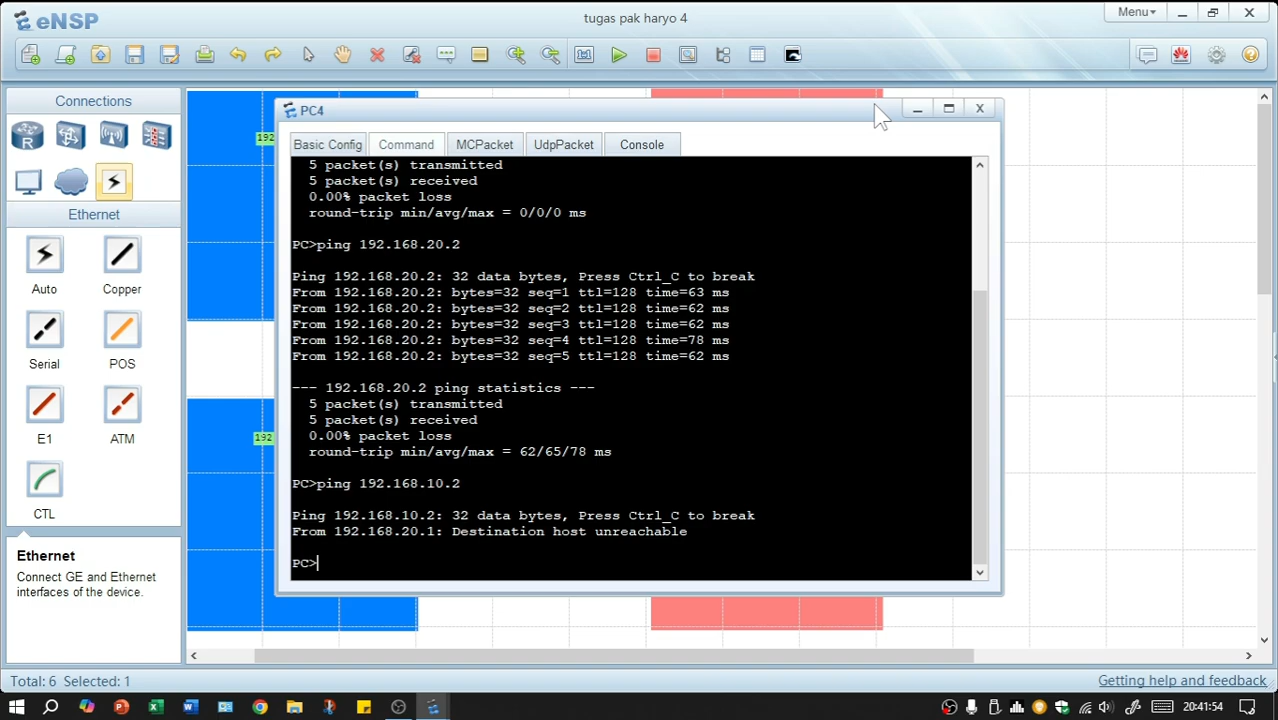 eNSP
tugas pak haryo 4
Menu
Connections
Ethernet
Auto
Copper
Serial
POS
E1
ATM
CTL
Ethernet
Connect GE and Ethernet
interfaces of the device.
192
192
PC4
Basic Config
Command
MCPacket
UdpPacket
Console
5 packet(s) transmitted
5 packet(s) received
0.00% packet loss
round-trip min/avg/max = 0/0/0 ms
PC>ping 192.168.20.2
Ping 192.168.20.2: 32 data bytes, Press Ctrl_C to break
From 192.168.20.2: bytes=32 seq=1 ttl=128 time=63 ms
From 192.168.20.2: bytes=32 seq=2 ttl=128 time=62 ms
From 192.168.20.2: bytes=32 seq=3 ttl=128 time=62 ms
From 192.168.20.2: bytes=32 seq=4 ttl=128 time=78 ms
From 192.168.20.2: bytes=32 seq=5 ttl=128 time=62 ms
--- 192.168.20.2 ping statistics ---
5 packet(s) transmitted
5 packet(s) received
0.00% packet loss
round-trip min/avg/max = 62/65/78 ms
PC>ping 192.168.10.2
Ping 192.168.10.2: 32 data bytes, Press Ctrl_C to break
From 192.168.20.1: Destination host unreachable
PC>
Total: 6 Selected: 1
Getting help and feedback
20:41:54